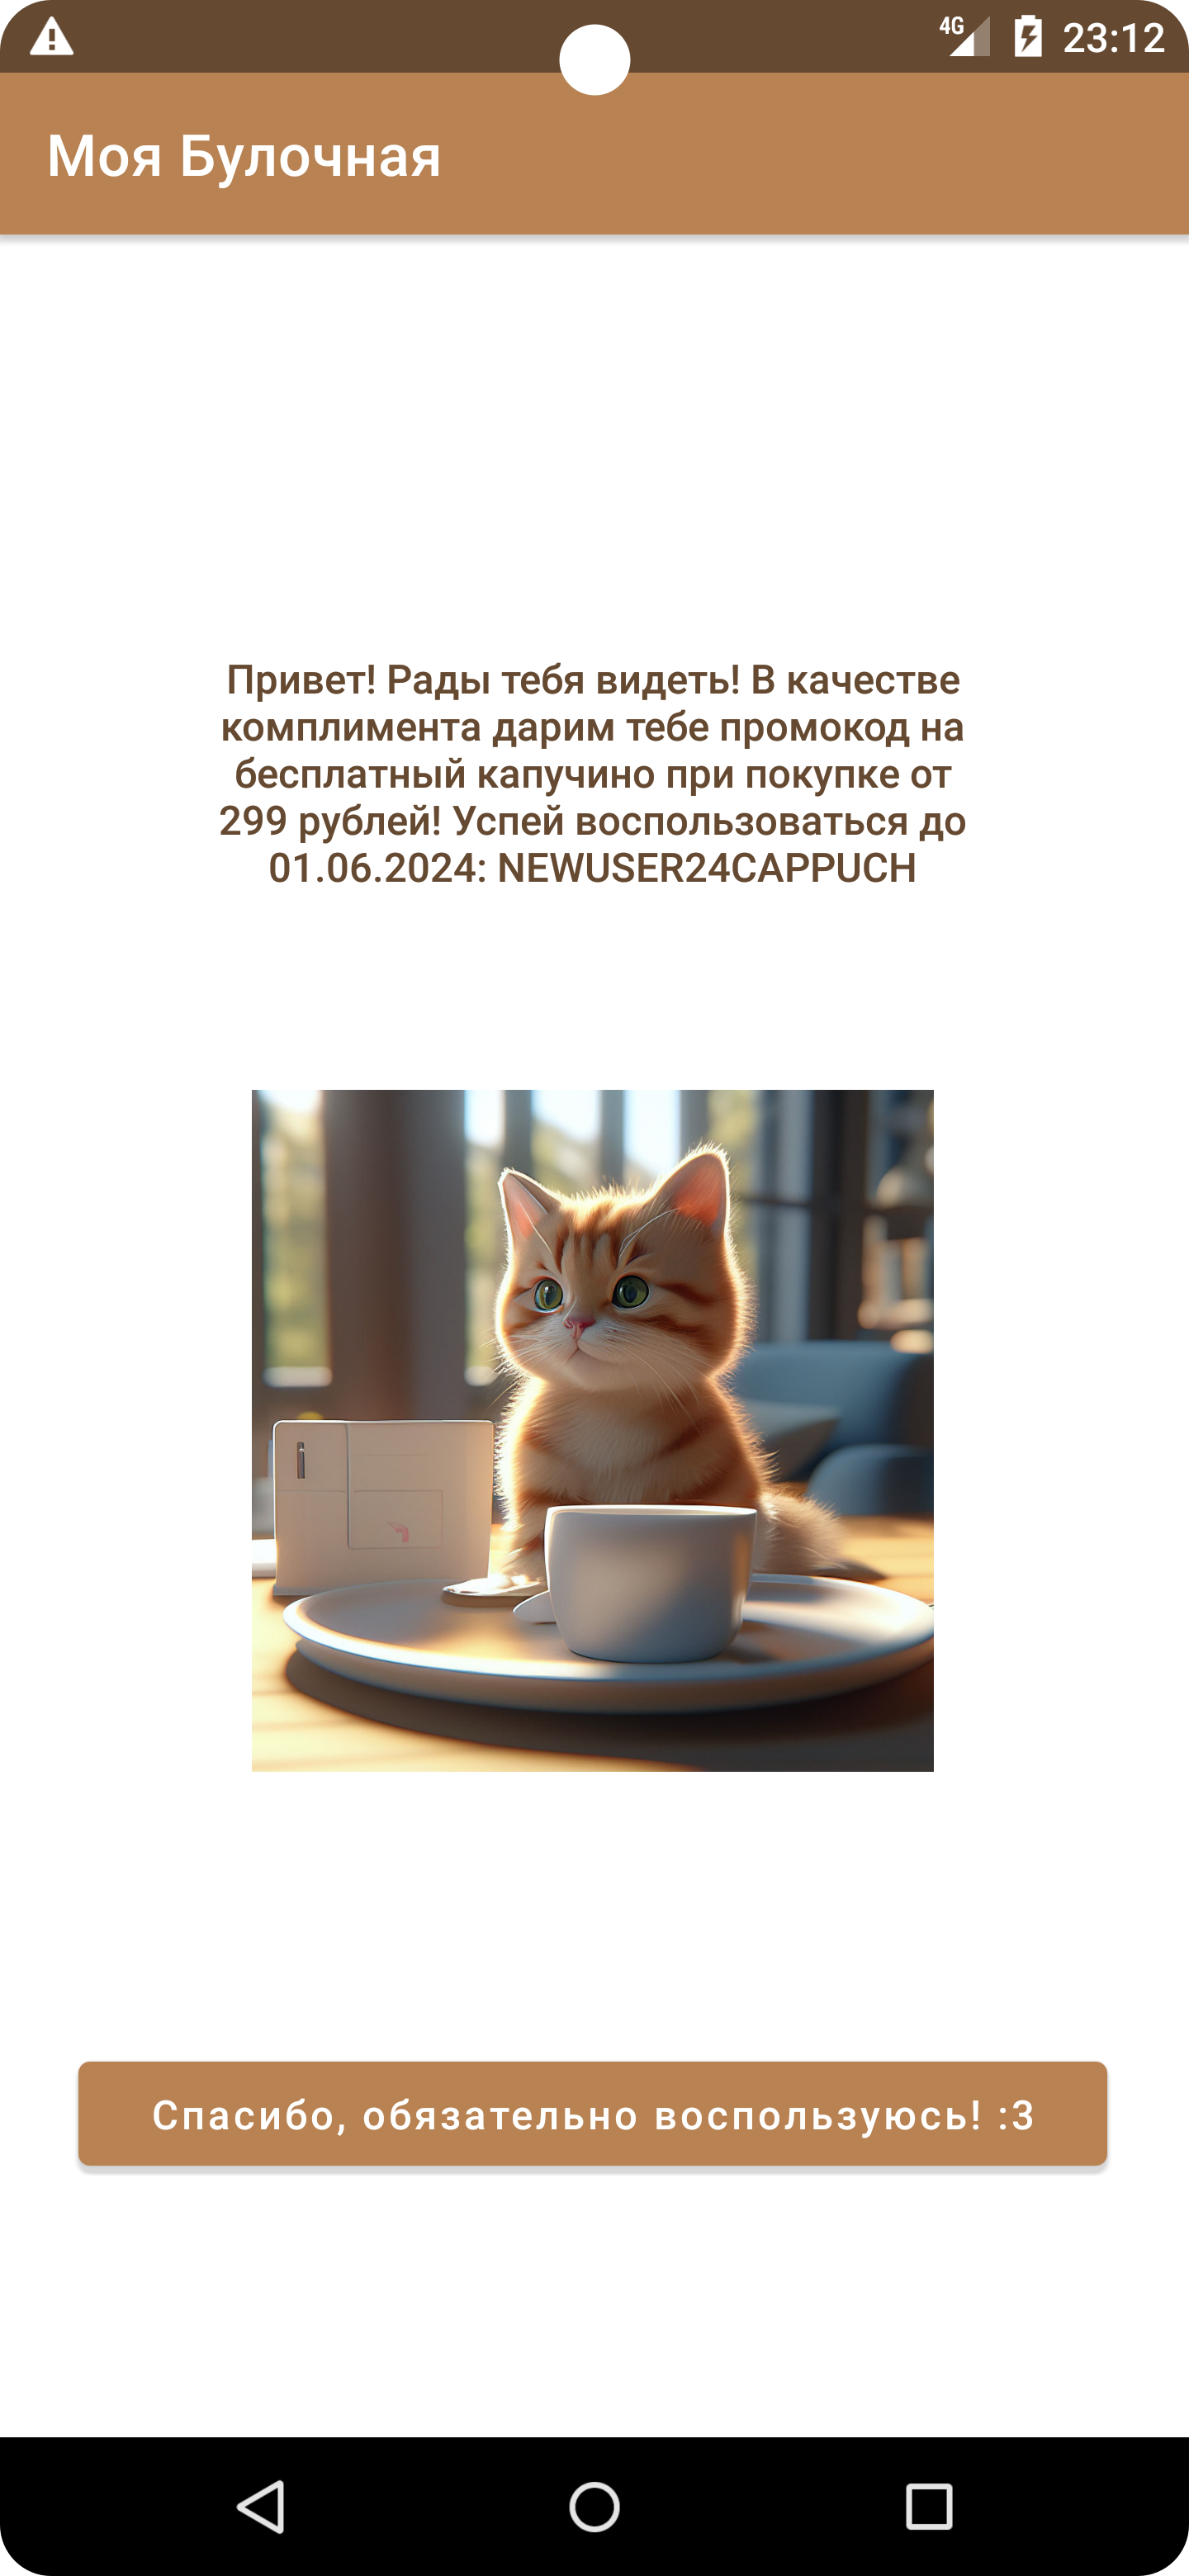 4G 23:12
Моя Булочная
Привет! Рады тебя видеть! В качестве
комплимента дарим тебе промокод на
бесплатный капучино при покупке от
299 рублей! Успей воспользоваться до
01.06.2024: NEWUSER24CAPPUCH
Спасибо, обязательно воспользуюсь! :3